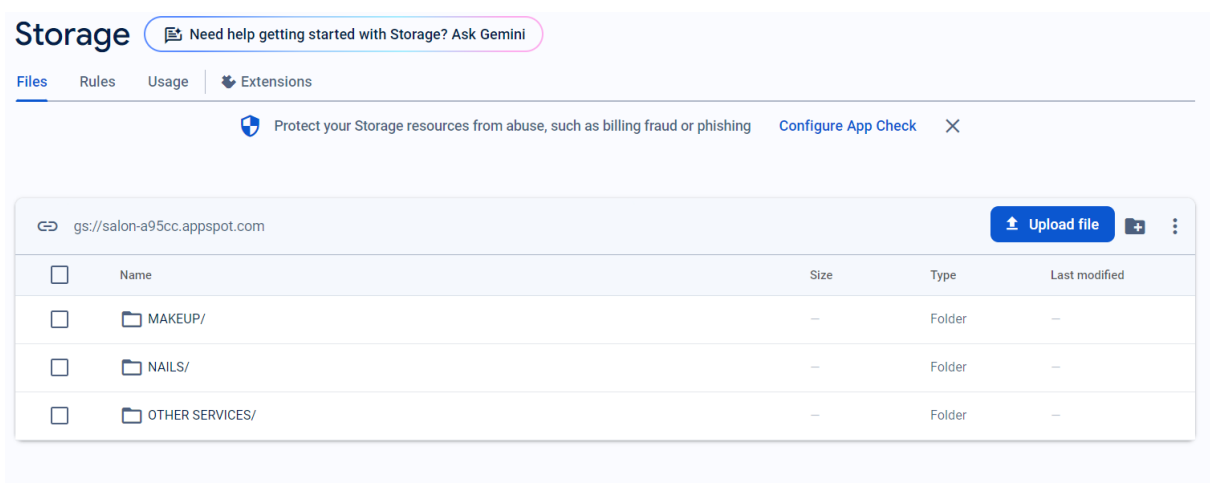 Storage Need help getting started with Storage? Ask Gemini
Files Rules Usage Extensions
Protect your Storage resources from abuse, such as billing fraud or phishing Configure App Check
gs://salon-a95cc.appspot.com Upload file
Name Size Type Last modified
MAKEUP/ — Folder —
NAILS/ — Folder —
OTHER SERVICES/ — Folder —